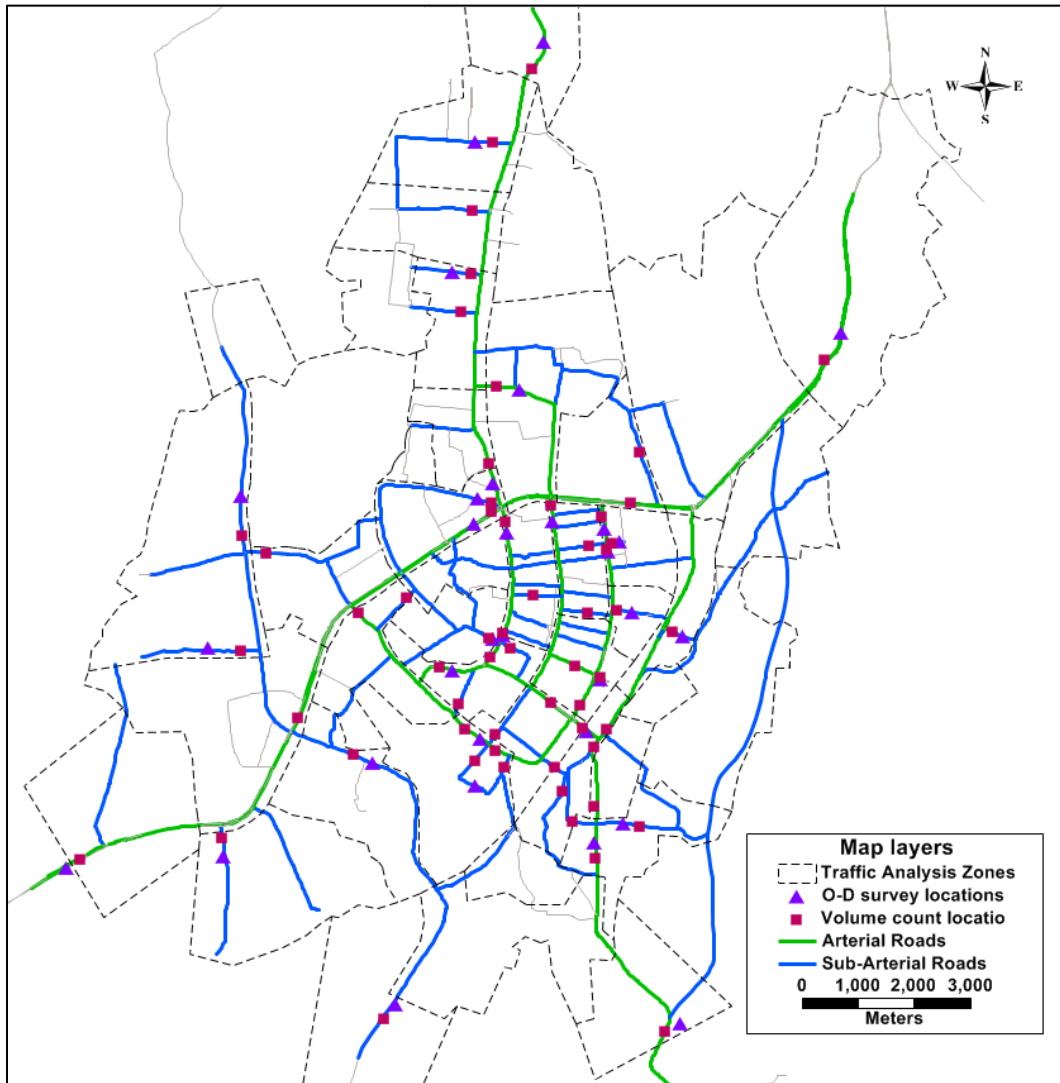 N
W E
S
Map layers
Traffic Analysis Zones
O-D survey locations
Volume count locatio
Arterial Roads
Sub-Arterial Roads
0 1,000 2,000 3,000
Meters